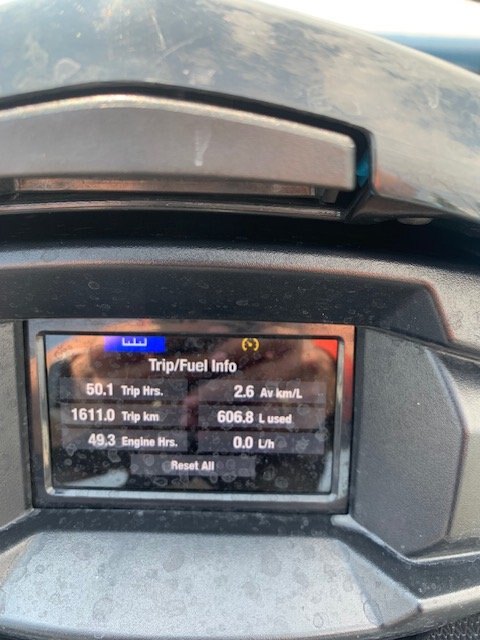 Trip/Fuel Info
50.1 Trip Hrs. 2.6 Av km/L
1611.0 Trip km 606.8 L used
49.3 Engine Hrs. 0.0 L/h
Reset All